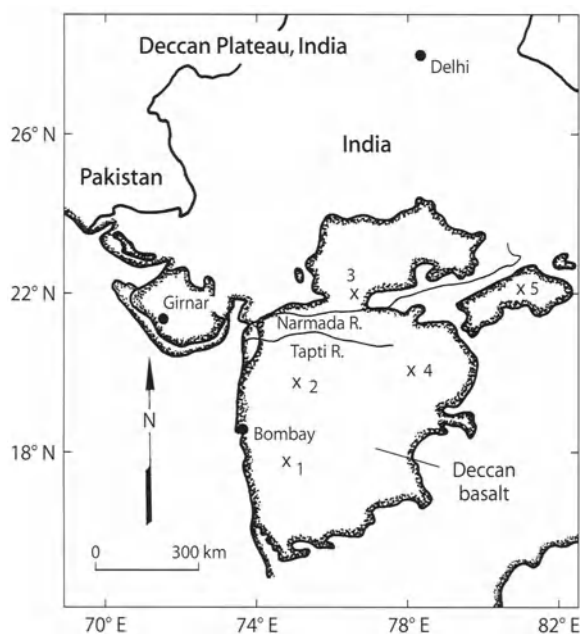 Deccan Plateau, India
Delhi
26° N
India
Pakistan
3
x
x 5
22° N
Girnar
Narmada R.
Tapti R.
x 4
x 2
N
Bombay
18° N
x 1
Deccan
basalt
0 300 km
70° E 74° 78° 82°